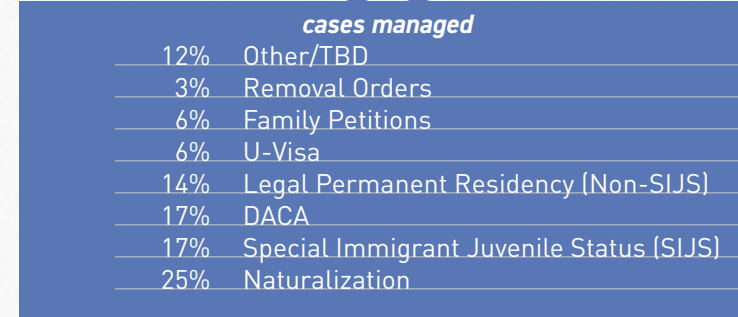 cases managed
12% Other/TBD
3% Removal Orders
6% Family Petitions
6% U-Visa
14% Legal Permanent Residency (Non-SIJS)
17% DACA
17% Special Immigrant Juvenile Status (SIJS)
25% Naturalization